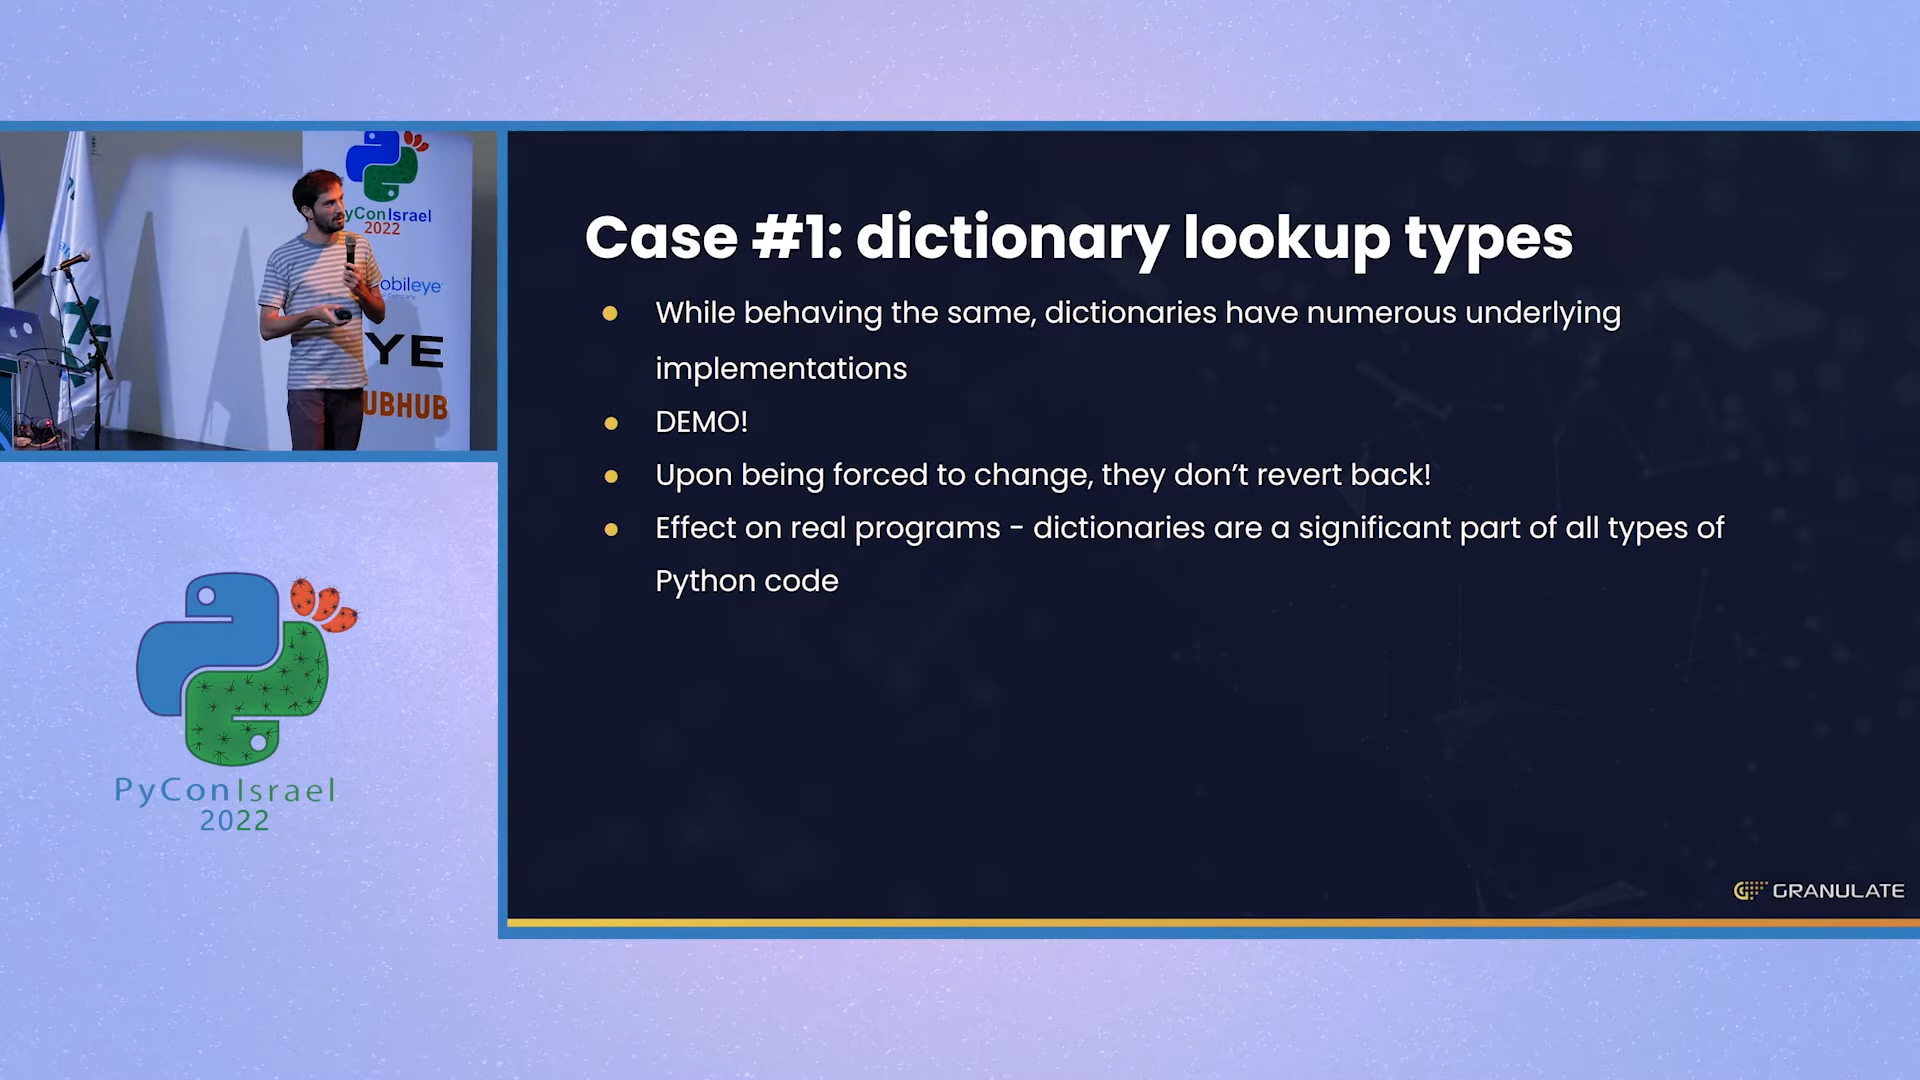 yCon Israel
2022
obileye
YE
UBHUB
PyConIsrael
2022
Case #1: dictionary lookup types
While behaving the same, dictionaries have numerous underlying
implementations
DEMO!
Upon being forced to change, they don't revert back!
Effect on real programs - dictionaries are a significant part of all types of
Python code
GRANULATE